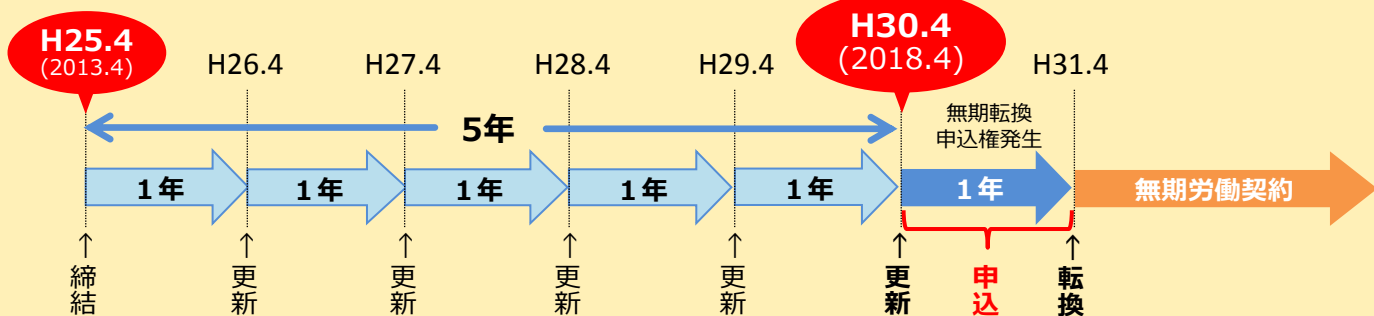 H25.4
(2013.4)
H26.4
H27.4
H28.4
H29.4
H30.4
(2018.4)
H31.4
5年
無期転換
申込権発生
1年
1年
1年
1年
1年
1年
無期労働契約
↑
締結
↑
更新
↑
更新
↑
更新
↑
更新
↑
更新
申込
↑
転換